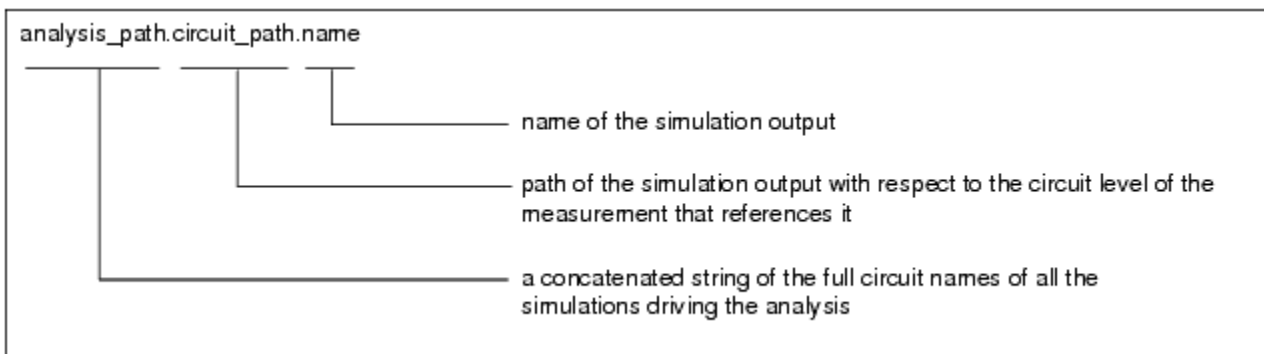 analysis_path.circuit_path.name
name of the simulation output
path of the simulation output with respect to the circuit level of the
measurement that references it
a concatenated string of the full circuit names of all the
simulations driving the analysis